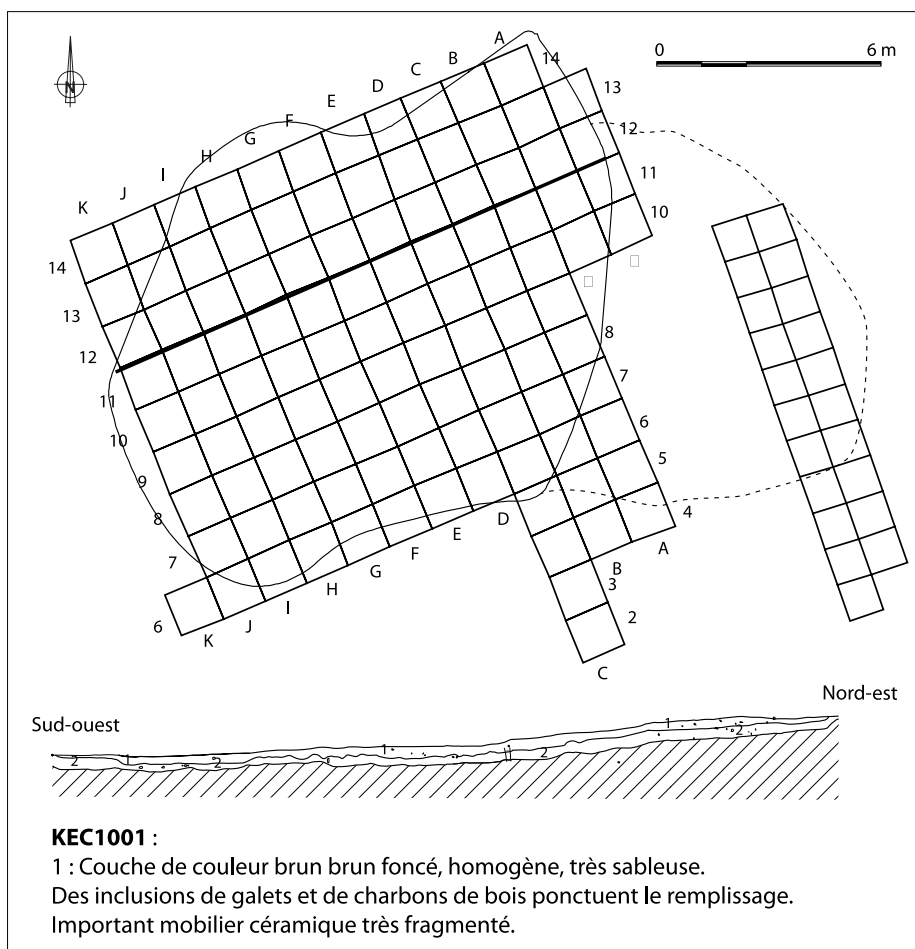 N
0 6 m
A
B
C
D
E
F
G
H
I
J
K
14
13
12
11
10
14
13
12
11
10
9
8
7
6
8
7
6
5
4
K
J
I
H
G
F
E
D
C
B
A
3
2
Sud-ouest
Nord-est
2 1 2 1 2 1 2
KEC1001 :
1 : Couche de couleur brun brun foncé, homogène, très sableuse.
Des inclusions de galets et de charbons de bois ponctuent le remplissage.
Important mobilier céramique très fragmenté.